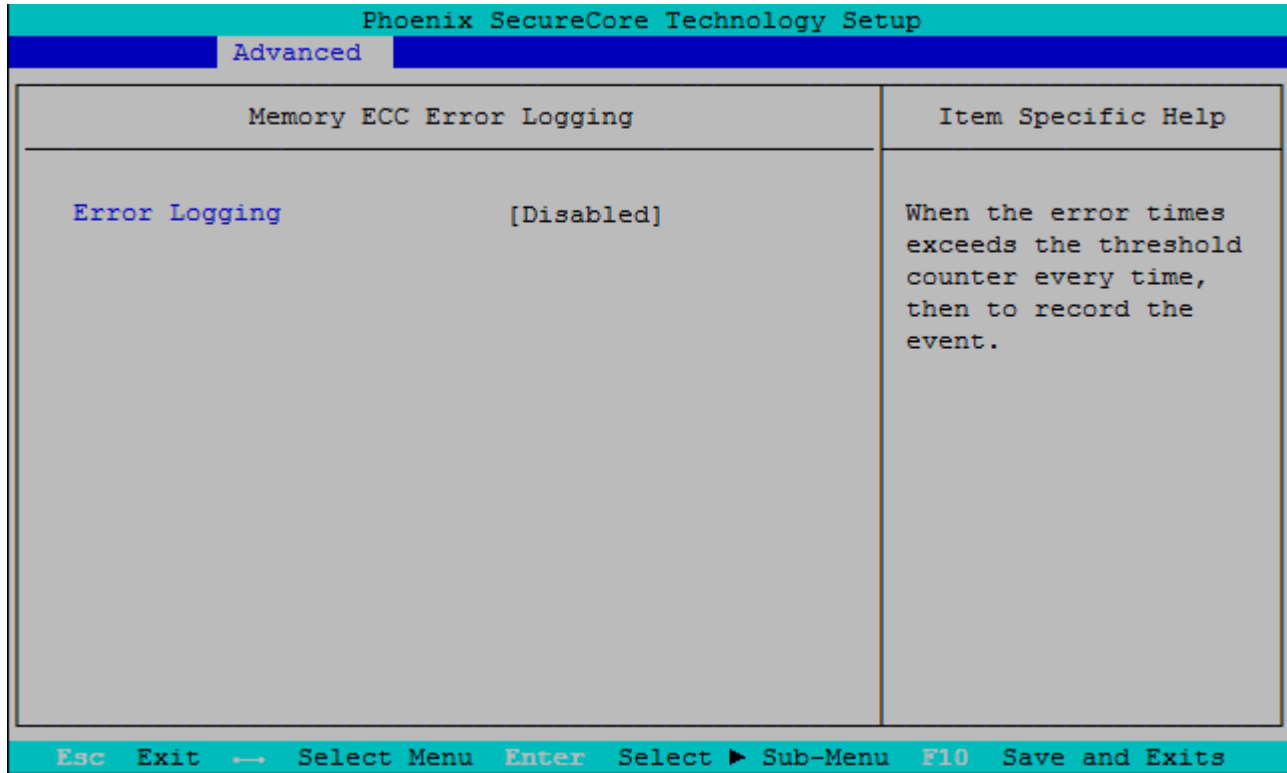 Phoenix SecureCore Technology Setup
Advanced
Memory ECC Error Logging
Item Specific Help
Error Logging [Disabled]
When the error times
exceeds the threshold
counter every time,
then to record the
event.
Esc Exit ←→ Select Menu Enter Select ▶ Sub-Menu F10 Save and Exits